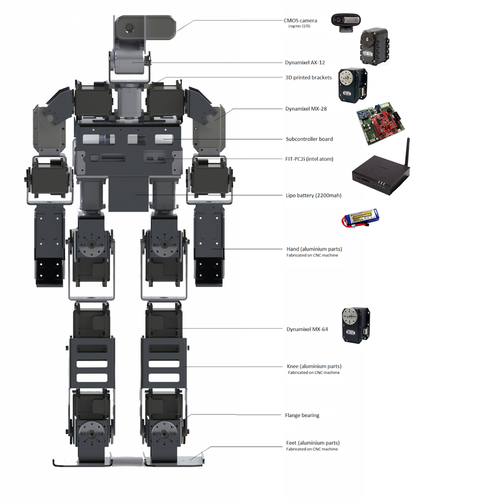 CMOS camera
Dynamixel AX-12
3D printed brackets
Dynamixel MX-28
Subcontroller board
FIT-PC2i (intel atom)
Lipo battery (2200mah)
Hand (aluminium parts)
Fabricated on CNC machine
Dynamixel MX-64
Knee (aluminium parts)
Fabricated on CNC machine
Flange bearing
Feet (aluminium parts)
Fabricated on CNC machine